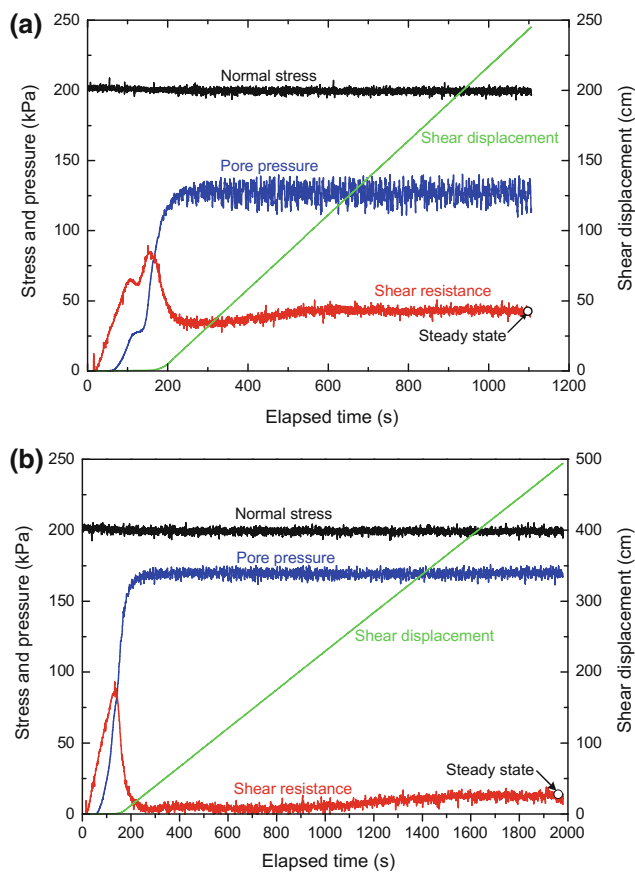 (a)
250
200
150
100
50
0
Stress and pressure (kPa)
Normal stress
Shear displacement
Pore pressure
Shear resistance
Steady state
250
200
150
100
50
0
Shear displacement (cm)
0 200 400 600 800 1000 1200
Elapsed time (s)
(b)
250
200
150
100
50
0
Stress and pressure (kPa)
Normal stress
Pore pressure
Shear displacement
Steady state
Shear resistance
500
400
300
200
100
0
Shear displacement (cm)
0 200 400 600 800 1000 1200 1400 1600 1800 2000
Elapsed time (s)